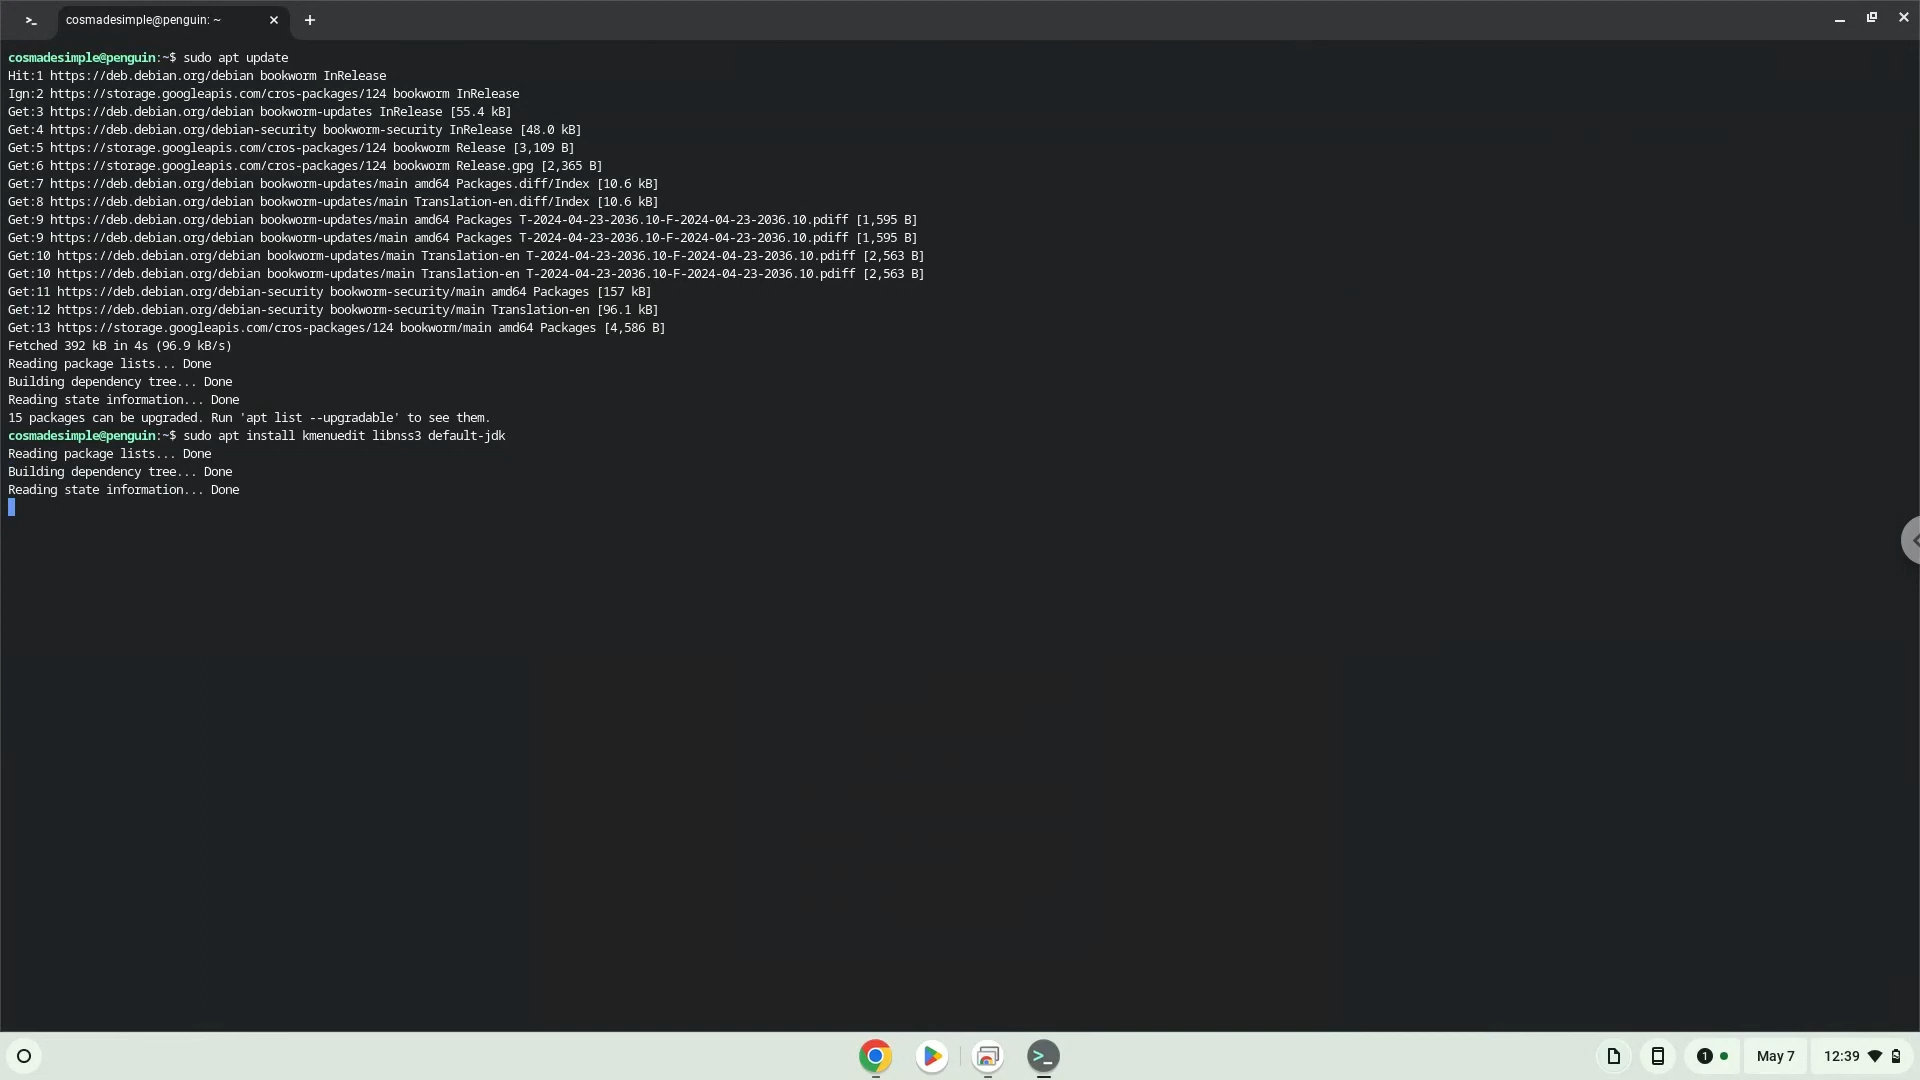 cosmadesimple@penguin: ~
cosmadesimple@penguin:~$ sudo apt update
Hit:1 https://deb.debian.org/debian bookworm InRelease
Ign:2 https://storage.googleapis.com/cros-packages/124 bookworm InRelease
Get:3 https://deb.debian.org/debian bookworm-updates InRelease [55.4 kB]
Get:4 https://deb.debian.org/debian-security bookworm-security InRelease [48.0 kB]
Get:5 https://storage.googleapis.com/cros-packages/124 bookworm Release [3,109 B]
Get:6 https://storage.googleapis.com/cros-packages/124 bookworm Release.gpg [2,365 B]
Get:7 https://deb.debian.org/debian bookworm-updates/main amd64 Packages.diff/Index [10.6 kB]
Get:8 https://deb.debian.org/debian bookworm-updates/main Translation-en.diff/Index [10.6 kB]
Get:9 https://deb.debian.org/debian bookworm-updates/main amd64 Packages T-2024-04-23-2036.10-F-2024-04-23-2036.10.pdiff [1,595 B]
Get:9 https://deb.debian.org/debian bookworm-updates/main amd64 Packages T-2024-04-23-2036.10-F-2024-04-23-2036.10.pdiff [1,595 B]
Get:10 https://deb.debian.org/debian bookworm-updates/main Translation-en T-2024-04-23-2036.10-F-2024-04-23-2036.10.pdiff [2,563 B]
Get:10 https://deb.debian.org/debian bookworm-updates/main Translation-en T-2024-04-23-2036.10-F-2024-04-23-2036.10.pdiff [2,563 B]
Get:11 https://deb.debian.org/debian-security bookworm-security/main amd64 Packages [157 kB]
Get:12 https://deb.debian.org/debian-security bookworm-security/main Translation-en [96.1 kB]
Get:13 https://storage.googleapis.com/cros-packages/124 bookworm/main amd64 Packages [4,586 B]
Fetched 392 kB in 4s (96.9 kB/s)
Reading package lists... Done
Building dependency tree... Done
Reading state information... Done
15 packages can be upgraded. Run 'apt list --upgradable' to see them.
cosmadesimple@penguin:~$ sudo apt install kmenuedit libnss3 default-jdk
Reading package lists... Done
Building dependency tree... Done
Reading state information... Done
1
May 7
12:39